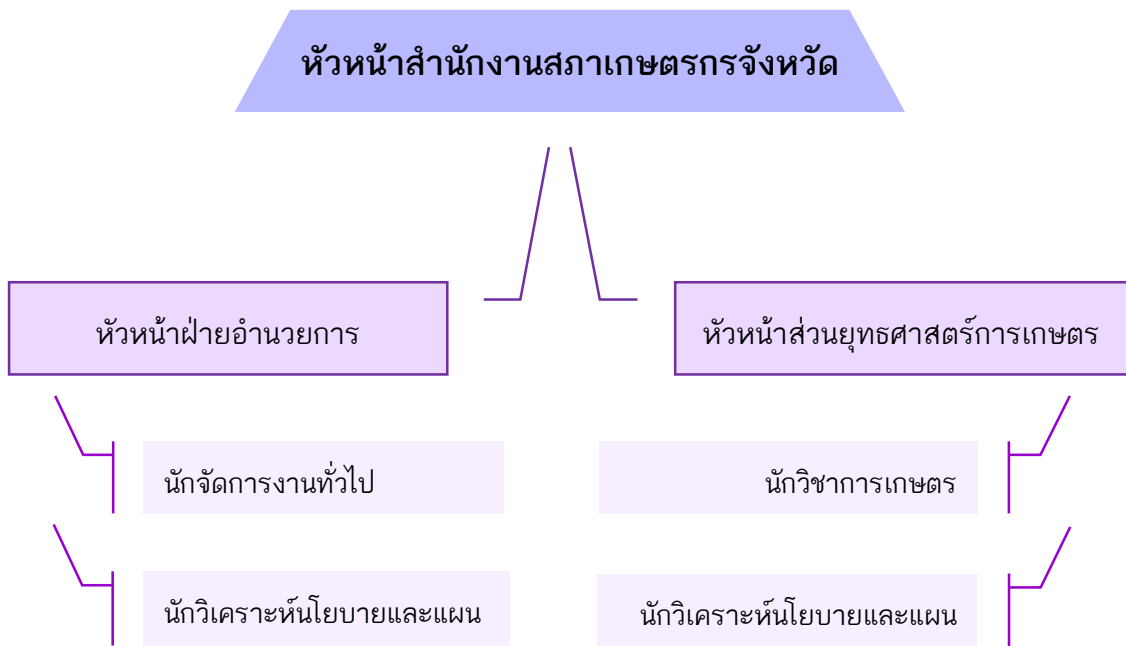 หัวหน้าสำนักงานสภาเกษตรกรจังหวัด
หัวหน้าฝ่ายอำนวยการ
หัวหน้าส่วนยุทธศาสตร์การเกษตร
นักจัดการงานทั่วไป
นักวิชาการเกษตร
นักวิเคราะห์นโยบายและแผน
นักวิเคราะห์นโยบายและแผน